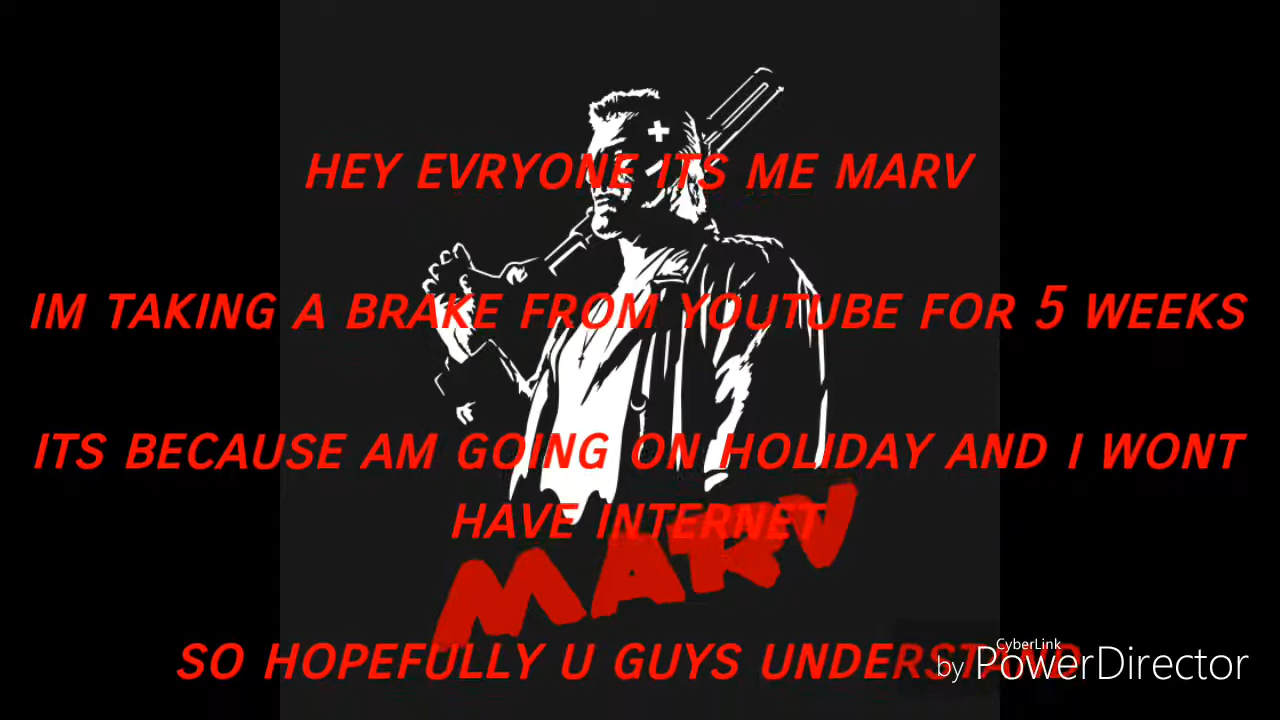 HEY EVRYONE ITS ME MARV
IM TAKING A BRAKE FROM YOUTUBE FOR 5 WEEKS
ITS BECAUSE AM GOING ON HOLIDAY AND I WONT
HAVE INTERNET
MARV
SO HOPEFULLY U GUYS UNDERSTAND
CyberLink
by PowerDirector